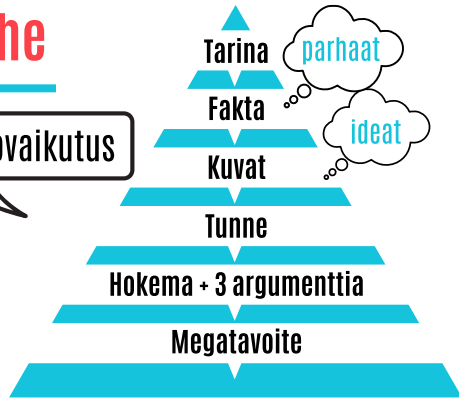 he
parhaat
Tarina
Fakta
ideat
ovaikutus
Kuvat
Tunne
Hokema + 3 argumenttia
Megatavoite